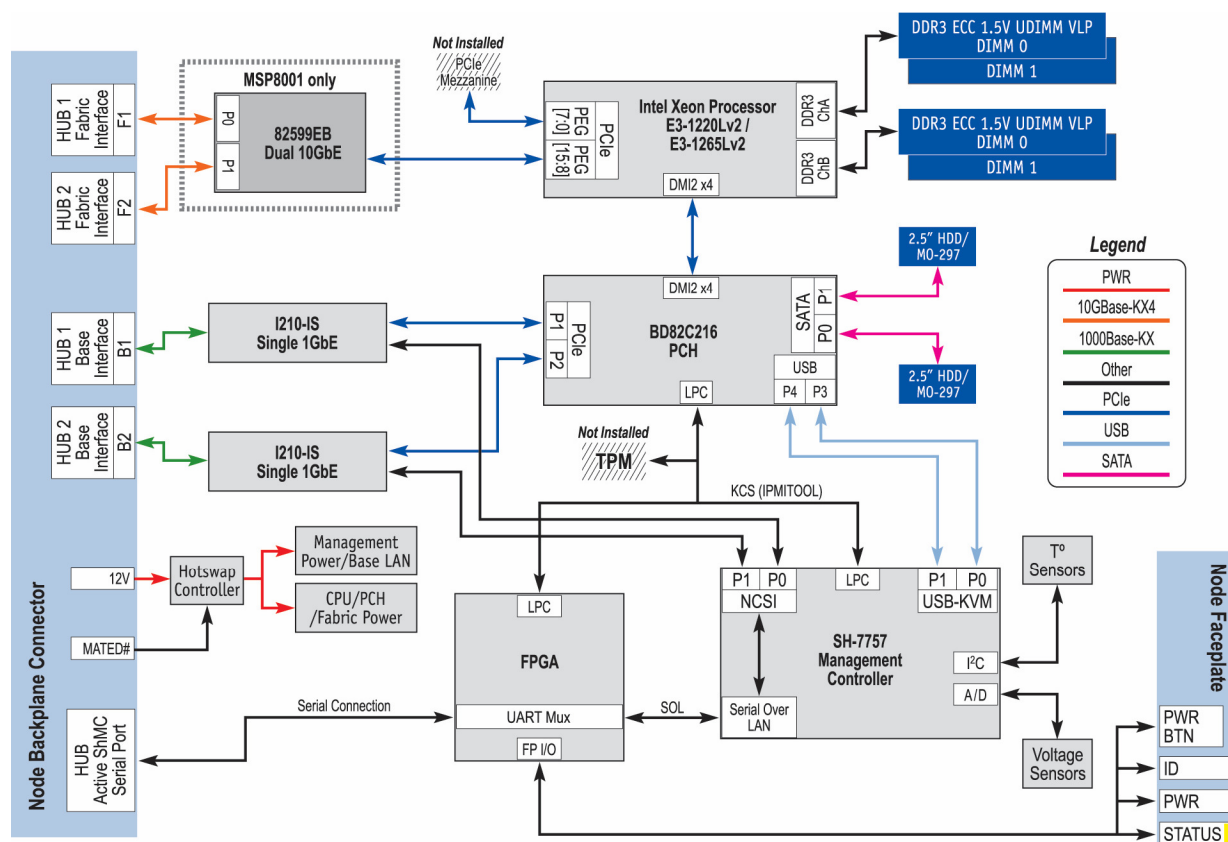 Node Backplane Connector
HUB 1
Fabric
Interface
F1
HUB 2
Fabric
Interface
F2
HUB 1
Base
Interface
B1
HUB 2
Base
Interface
B2
12V
MATED#
HUB
Active ShMC
Serial Port
MSP8001 only
P0
P1
82599EB
Dual 10GbE
Not Installed
PCIe
Mezzanine
PEG
[7:0]
PEG
[15:8]
PCIe
Intel Xeon Processor
E3-1220Lv2 /
E3-1265Lv2
DDR3
ChA
DDR3
ChB
DMI2 x4
DDR3 ECC 1.5V UDIMM VLP
DIMM 0
DIMM 1
DDR3 ECC 1.5V UDIMM VLP
DIMM 0
DIMM 1
I210-IS
Single 1GbE
I210-IS
Single 1GbE
DMI2 x4
P1
P2
PCIe
BD82C216
PCH
SATA
P1
P0
USB
P4
P3
LPC
2.5” HDD/
MO-297
2.5” HDD/
MO-297
Legend
PWR
10GBase-KX4
1000Base-KX
Other
PCIe
USB
SATA
Not Installed
TPM
KCS (IPMITOOL)
Hotswap
Controller
Management
Power/Base LAN
CPU/PCH
/Fabric Power
LPC
FPGA
UART Mux
FP I/O
Serial Connection
SOL
P1
P0
NCSI
LPC
P1
P0
USB-KVM
SH-7757
Management
Controller
Serial Over
LAN
I²C
A/D
Tº
Sensors
Voltage
Sensors
Node Faceplate
PWR
BTN
ID
PWR
STATUS